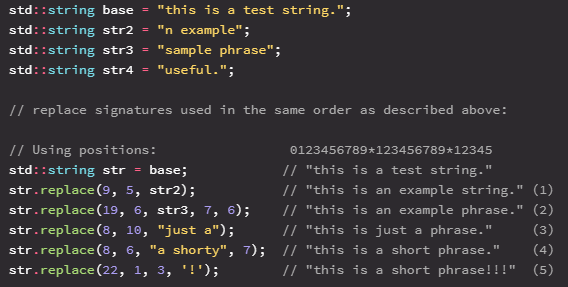 std::string base = "this is a test string.";
std::string str2 = "n example";
std::string str3 = "sample phrase";
std::string str4 = "useful.";
// replace signatures used in the same order as described above:
// Using positions:                 0123456789*123456789*12345
std::string str = base;            // "this is a test string."
str.replace(9, 5, str2);           // "this is an example string." (1)
str.replace(19, 6, str3, 7, 6);    // "this is an example phrase." (2)
str.replace(8, 10, "just a");      // "this is just a phrase."     (3)
str.replace(8, 6, "a shorty", 7);  // "this is a short phrase."    (4)
str.replace(22, 1, 3, '!');        // "this is a short phrase!!!"  (5)